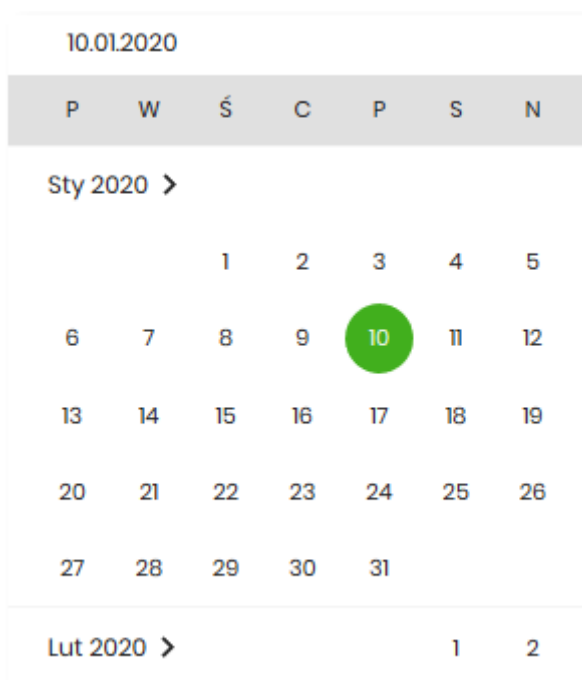 10.01.2020
P W Ś C P S N
Sty 2020 >
1 2 3 4 5
6 7 8 9 10 11 12
13 14 15 16 17 18 19
20 21 22 23 24 25 26
27 28 29 30 31
Lut 2020 > 1 2